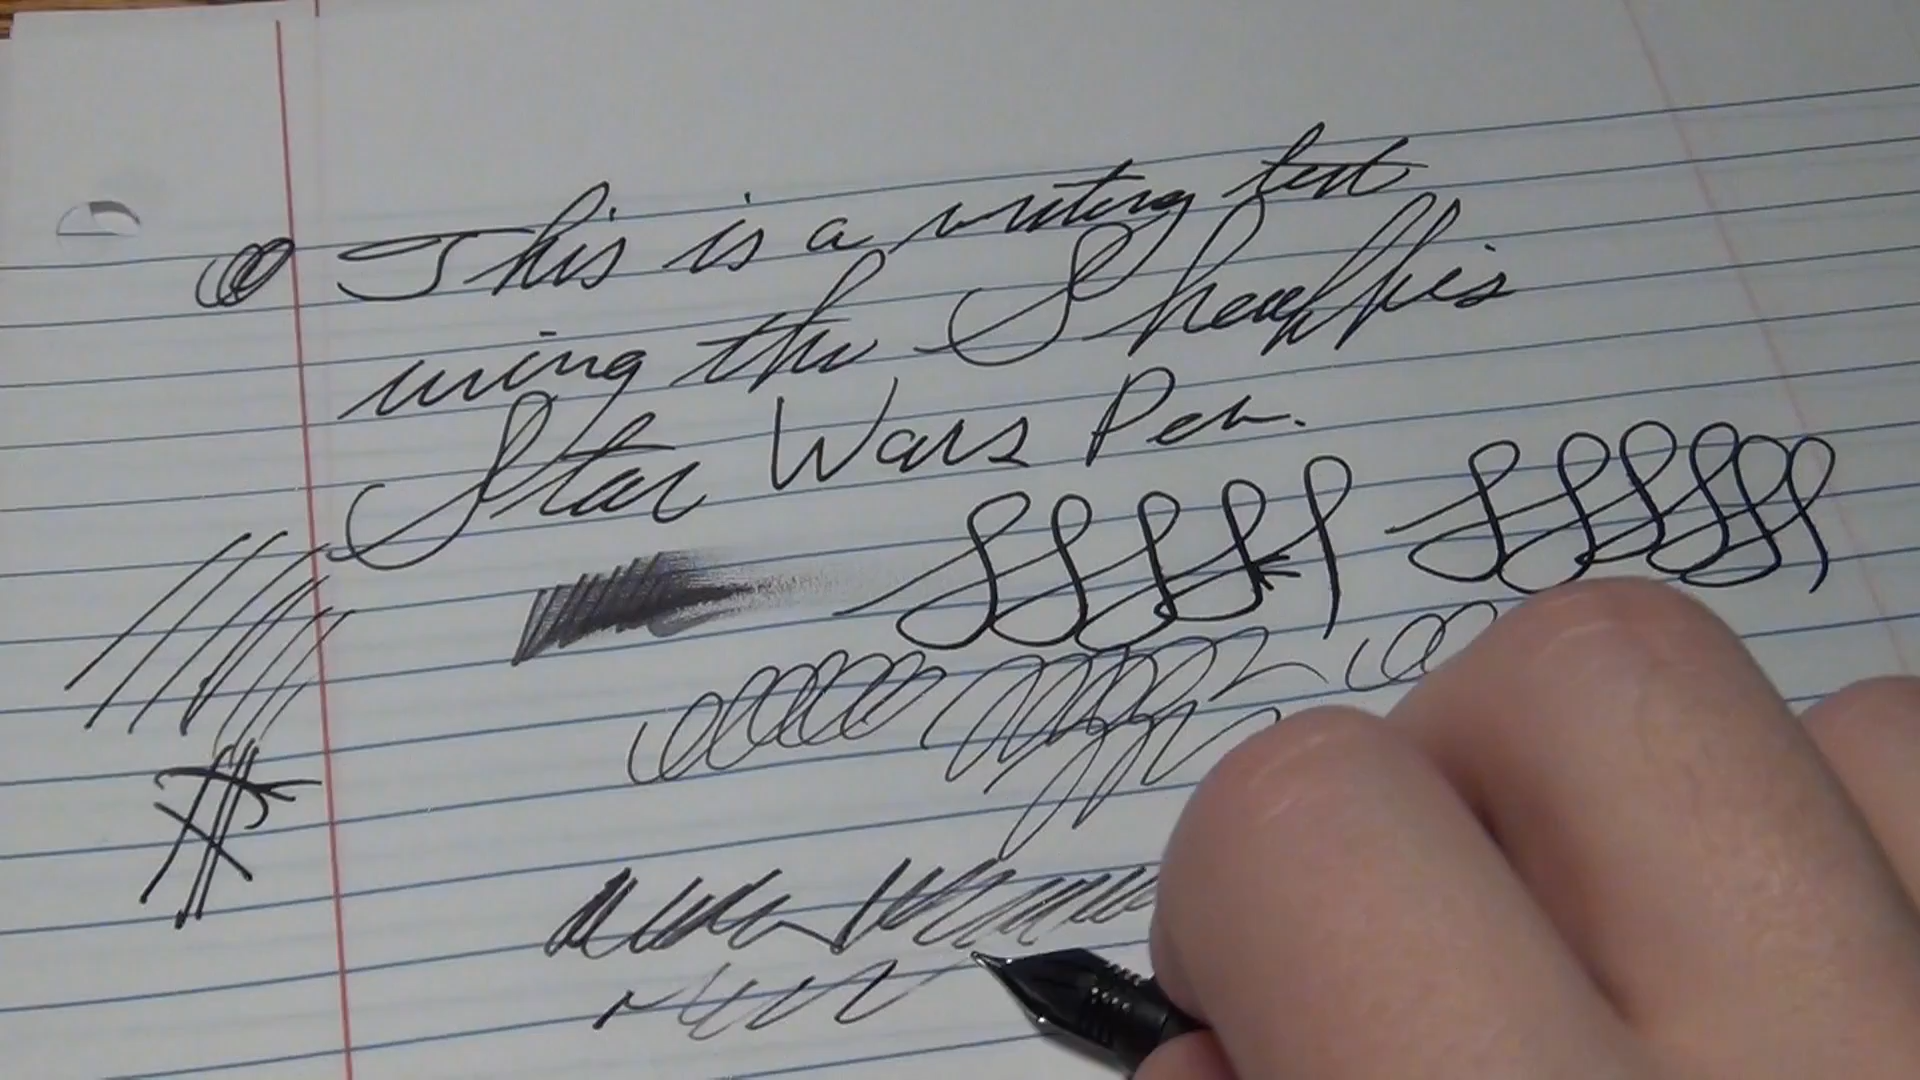 This is a writing test
using the Sheaffer's
Star Wars Pen.